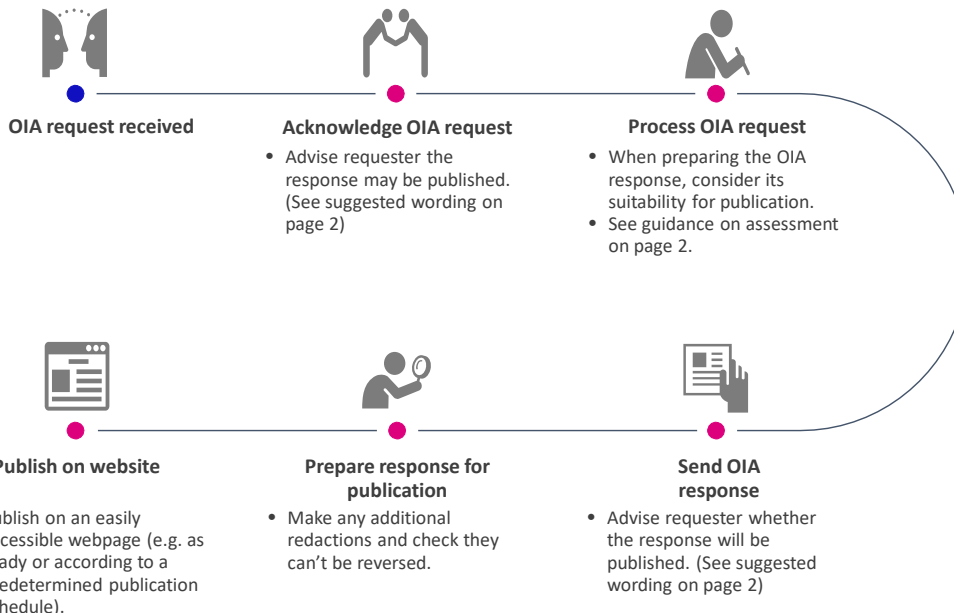 OIA request received
Acknowledge OIA request
• Advise requester the
response may be published.
(See suggested wording on
page 2)
Process OIA request
• When preparing the OIA
response, consider its
suitability for publication.
• See guidance on assessment
on page 2.
Send OIA
response
• Advise requester whether
the response will be
published. (See suggested
wording on page 2)
Prepare response for
publication
• Make any additional
redactions and check they
can't be reversed.
Publish on website
blish on an easily
cessible webpage (e.g. as
ady or according to a
edetermined publication
hedule).